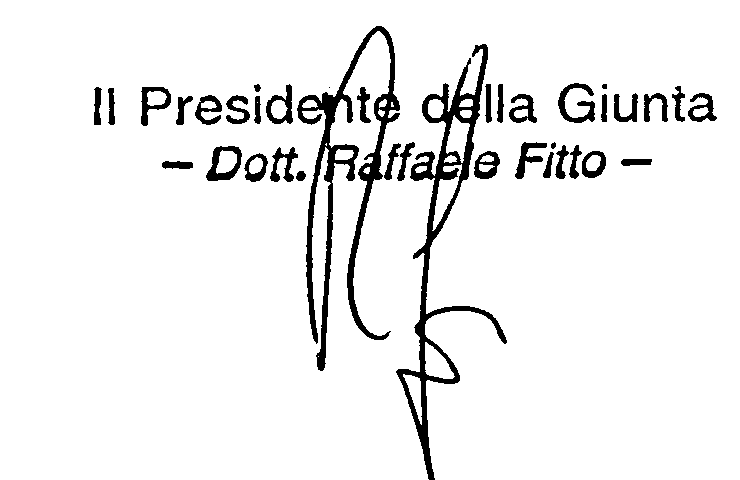 Il Presidente della Giunta
– Dott. Raffaele Fitto –